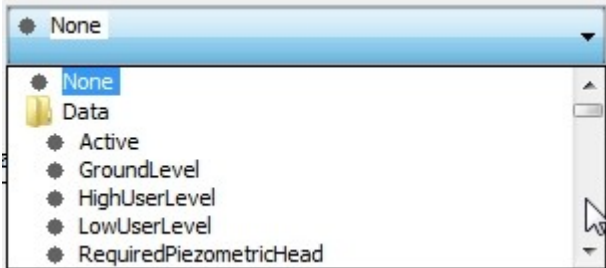 None
None
Data
Active
GroundLevel
HighUserLevel
LowUserLevel
RequiredPiezometricHead